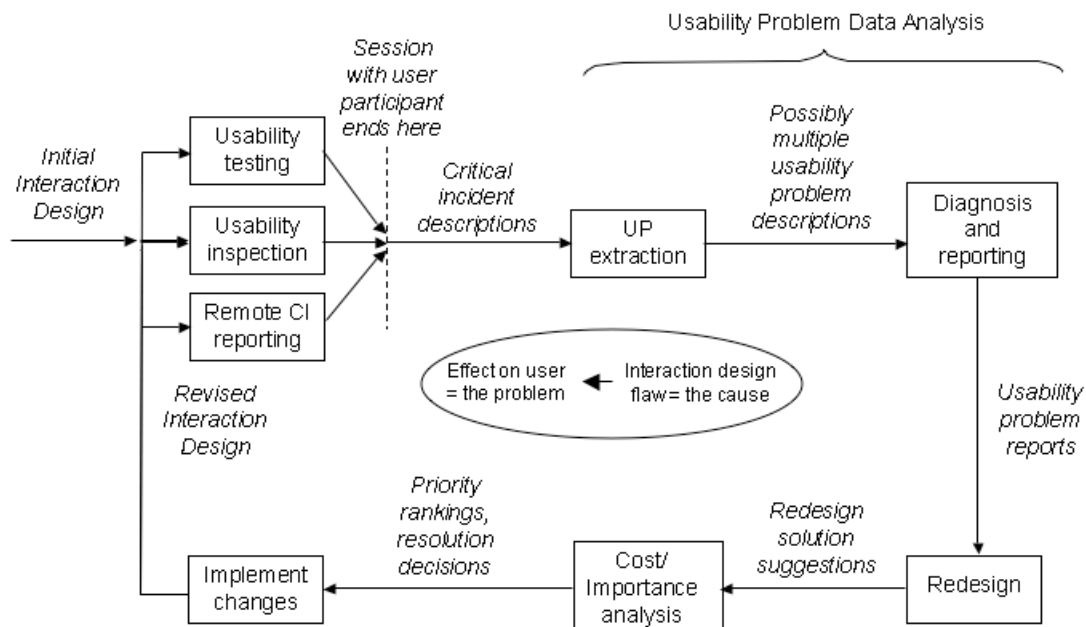 Usability Problem Data Analysis
Session
with user
participant
ends here
Initial
Interaction
Design
Usability
testing
Usability
inspection
Remote CI
reporting
Critical
incident
descriptions
UP
extraction
Possibly
multiple
usability
problem
descriptions
Diagnosis
and
reporting
Effect on user
= the problem
Interaction design
flaw= the cause
Revised
Interaction
Design
Usability
problem
reports
Priority
rankings,
resolution
decisions
Redesign
solution
suggestions
Implement
changes
Cost/
Importance
analysis
Redesign